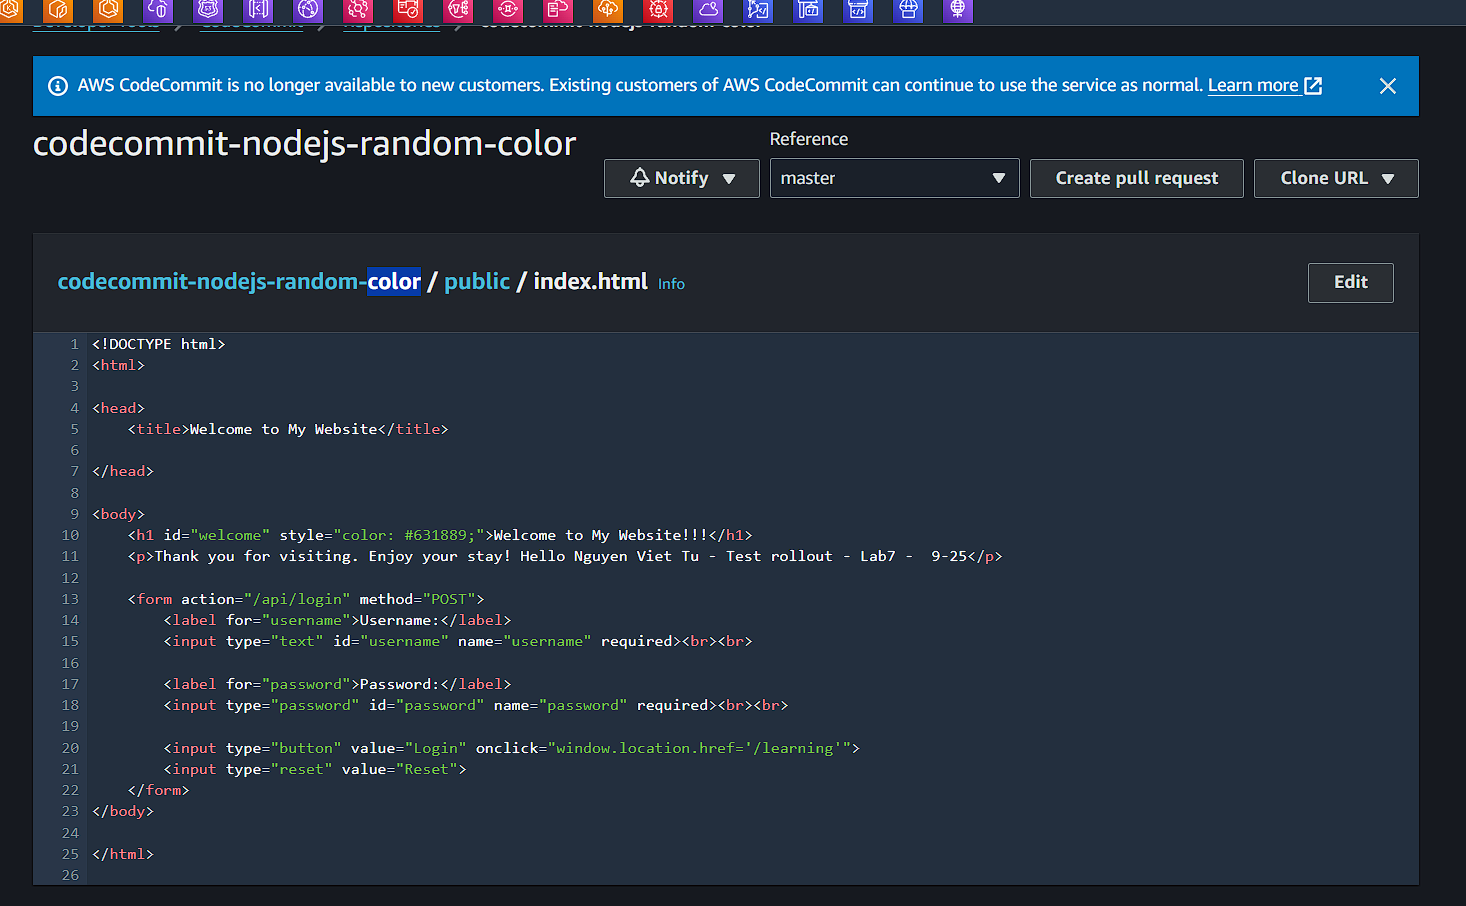 Developer Tools / CodeCommit / Repositories / codecommit-nodejs-random-color
AWS CodeCommit is no longer available to new customers. Existing customers of AWS CodeCommit can continue to use the service as normal. Learn more
codecommit-nodejs-random-color
Reference
Notify
master
Create pull request
Clone URL
codecommit-nodejs-random-color / public / index.html Info
Edit
1 <!DOCTYPE html>
2 <html>
3
4 <head>
5     <title>Welcome to My Website</title>
6
7 </head>
8
9 <body>
10     <h1 id="welcome" style="color: #631889;">Welcome to My Website!!!</h1>
11     <p>Thank you for visiting. Enjoy your stay! Hello Nguyen Viet Tu - Test rollout - Lab7 -  9-25</p>
12
13     <form action="/api/login" method="POST">
14         <label for="username">Username:</label>
15         <input type="text" id="username" name="username" required><br><br>
16
17         <label for="password">Password:</label>
18         <input type="password" id="password" name="password" required><br><br>
19
20         <input type="button" value="Login" onclick="window.location.href='/learning'">
21         <input type="reset" value="Reset">
22     </form>
23 </body>
24
25 </html>
26